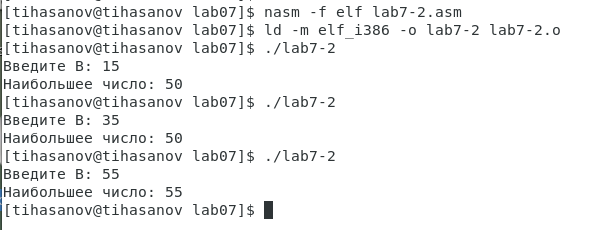 [tihasanov@tihasanov lab07]$ nasm -f elf lab7-2.asm
[tihasanov@tihasanov lab07]$ ld -m elf_i386 -o lab7-2 lab7-2.o
[tihasanov@tihasanov lab07]$ ./lab7-2
Введите В: 15
Наибольшее число: 50
[tihasanov@tihasanov lab07]$ ./lab7-2
Введите В: 35
Наибольшее число: 50
[tihasanov@tihasanov lab07]$ ./lab7-2
Введите В: 55
Наибольшее число: 55
[tihasanov@tihasanov lab07]$